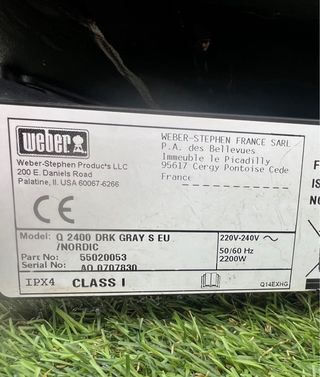 weber
Weber-Stephen Products LLC
200 E. Daniels Road
Palatine, IL USA 60067-6266
WEBER-STEPHEN FRANCE SARL
P.A. des Bellevues
Immeuble le Picadilly
95617 Cergy Pontoise Cede
France
CE
Model: Q 2400 DRK GRAY S EU
/NORDIC
Part No: 55020053
Serial No: AQ 0707830
220V-240V ~
50/60 Hz
2200W
IPX4 CLASS I
Q14EXHG